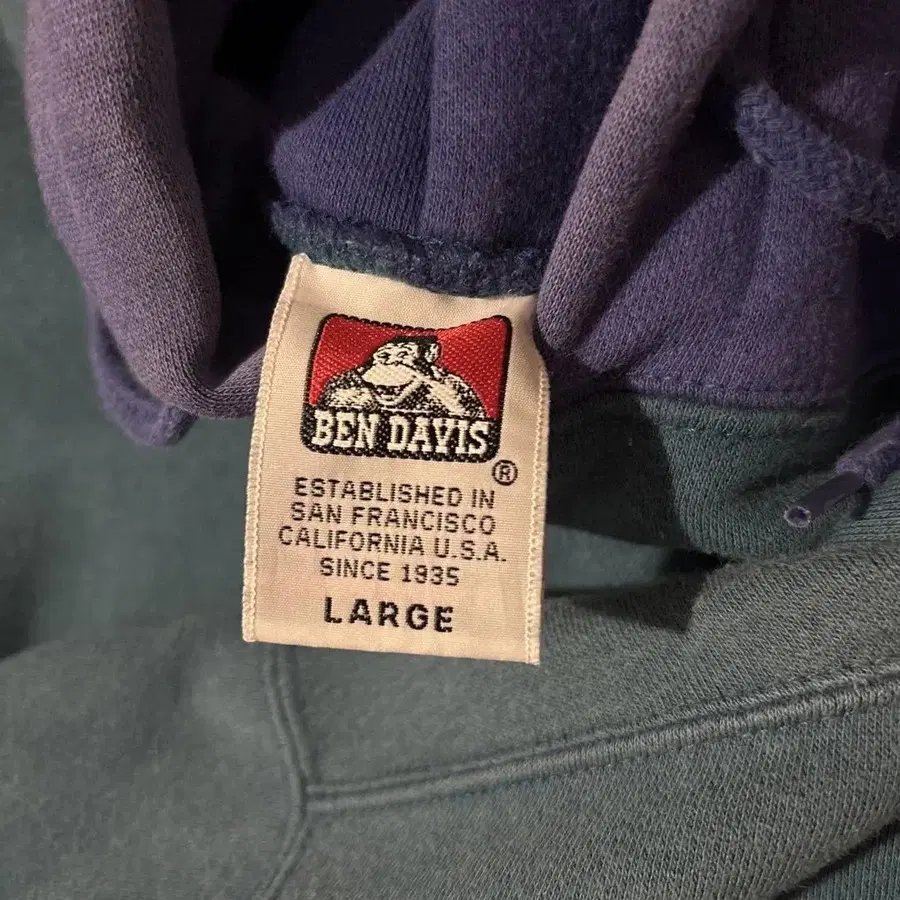 BEN DAVIS
®
ESTABLISHED IN
SAN FRANCISCO
CALIFORNIA U.S.A.
SINCE 1935
LARGE